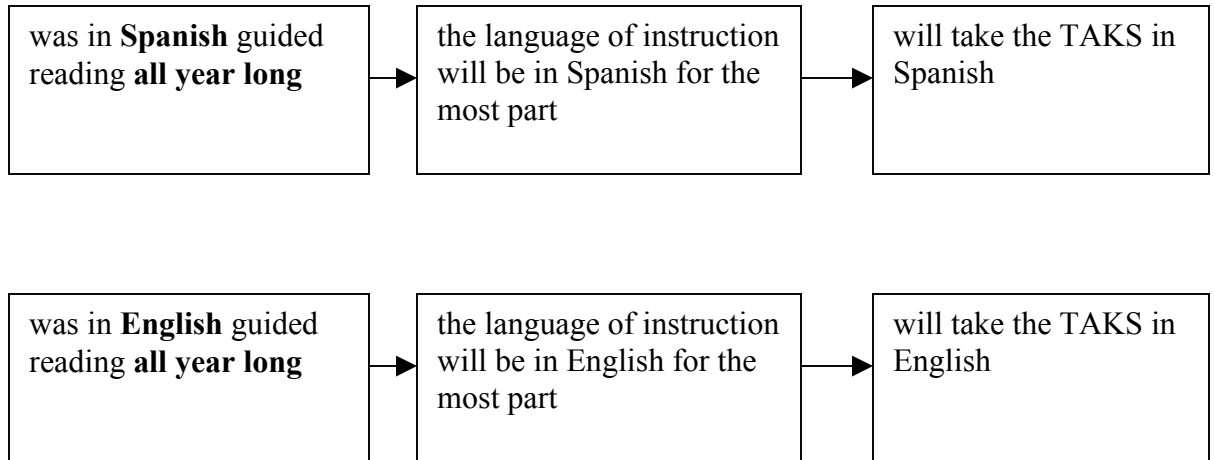 was in Spanish guided
reading all year long
the language of instruction
will be in Spanish for the
most part
will take the TAKS in
Spanish
was in English guided
reading all year long
the language of instruction
will be in English for the
most part
will take the TAKS in
English